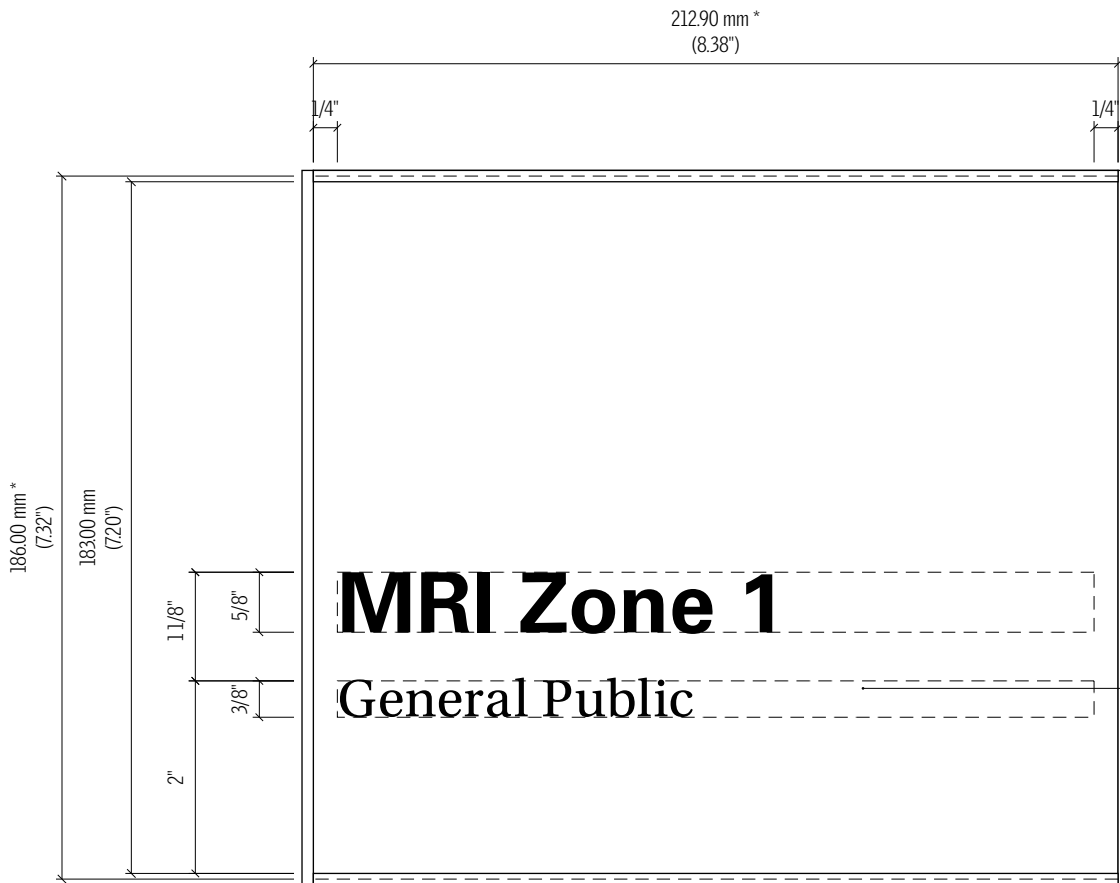 212.90 mm *
(8.38")
1/4"
1/4"
186.00 mm *
(7.32")
183.00 mm
(7.20")
1 1/8"
5/8"
MRI Zone 1
3/8"
General Public
2"